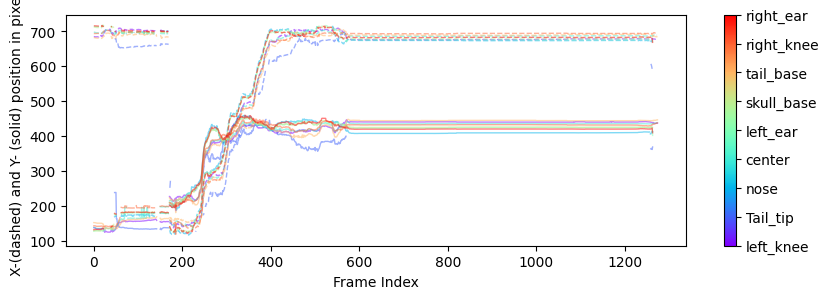 X-(dashed) and Y- (solid) position in pixe
700
600
500
400
300
200
100
0
200
400
600
800
1000
1200
Frame Index
right_ear
right_knee
tail_base
skull_base
left_ear
center
nose
Tail_tip
left_knee